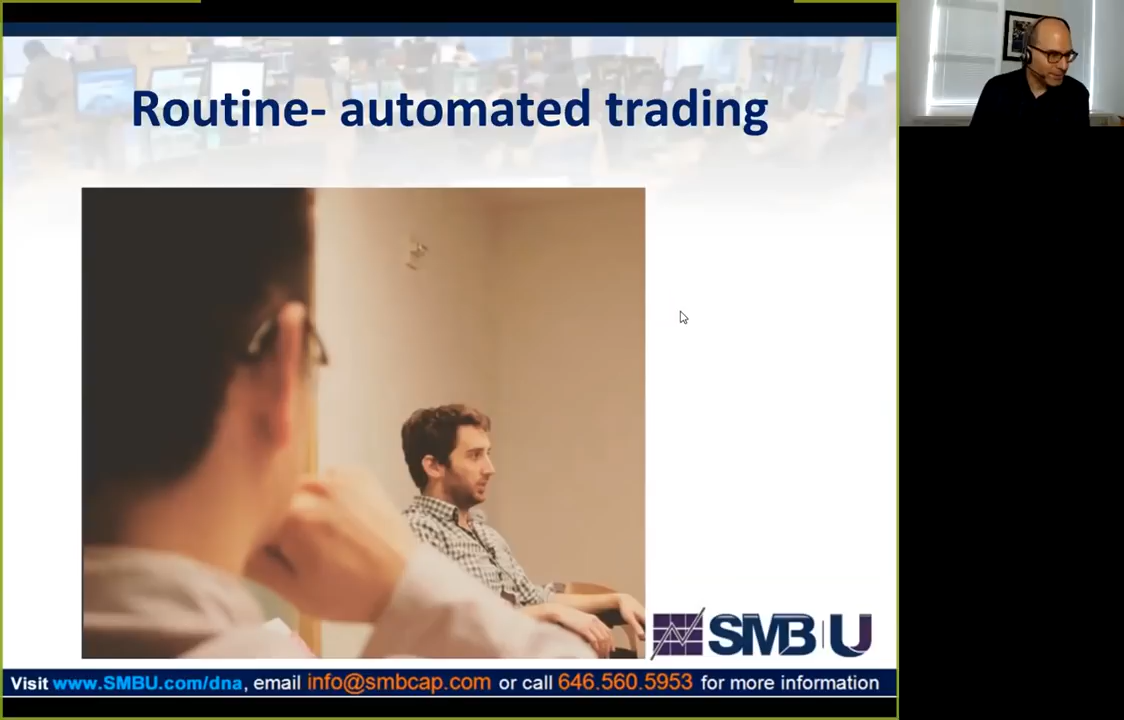 Routine- automated trading
SMB U
Visit www.SMBU.com/dna, email info@smbcap.com or call 646.560.5953 for more information